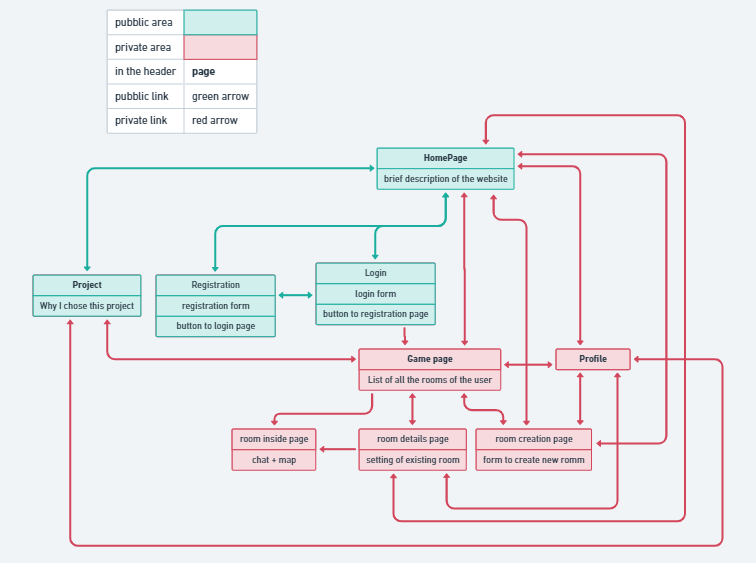 pubblic area
private area
in the header page
pubblic link green arrow
private link red arrow
HomePage
brief description of the website
Project
Why I chose this project
Registration
registration form
button to login page
Login
login form
button to registration page
Game page
List of all the rooms of the user
Profile
room inside page
chat + map
room details page
setting of existing room
room creation page
form to create new romm